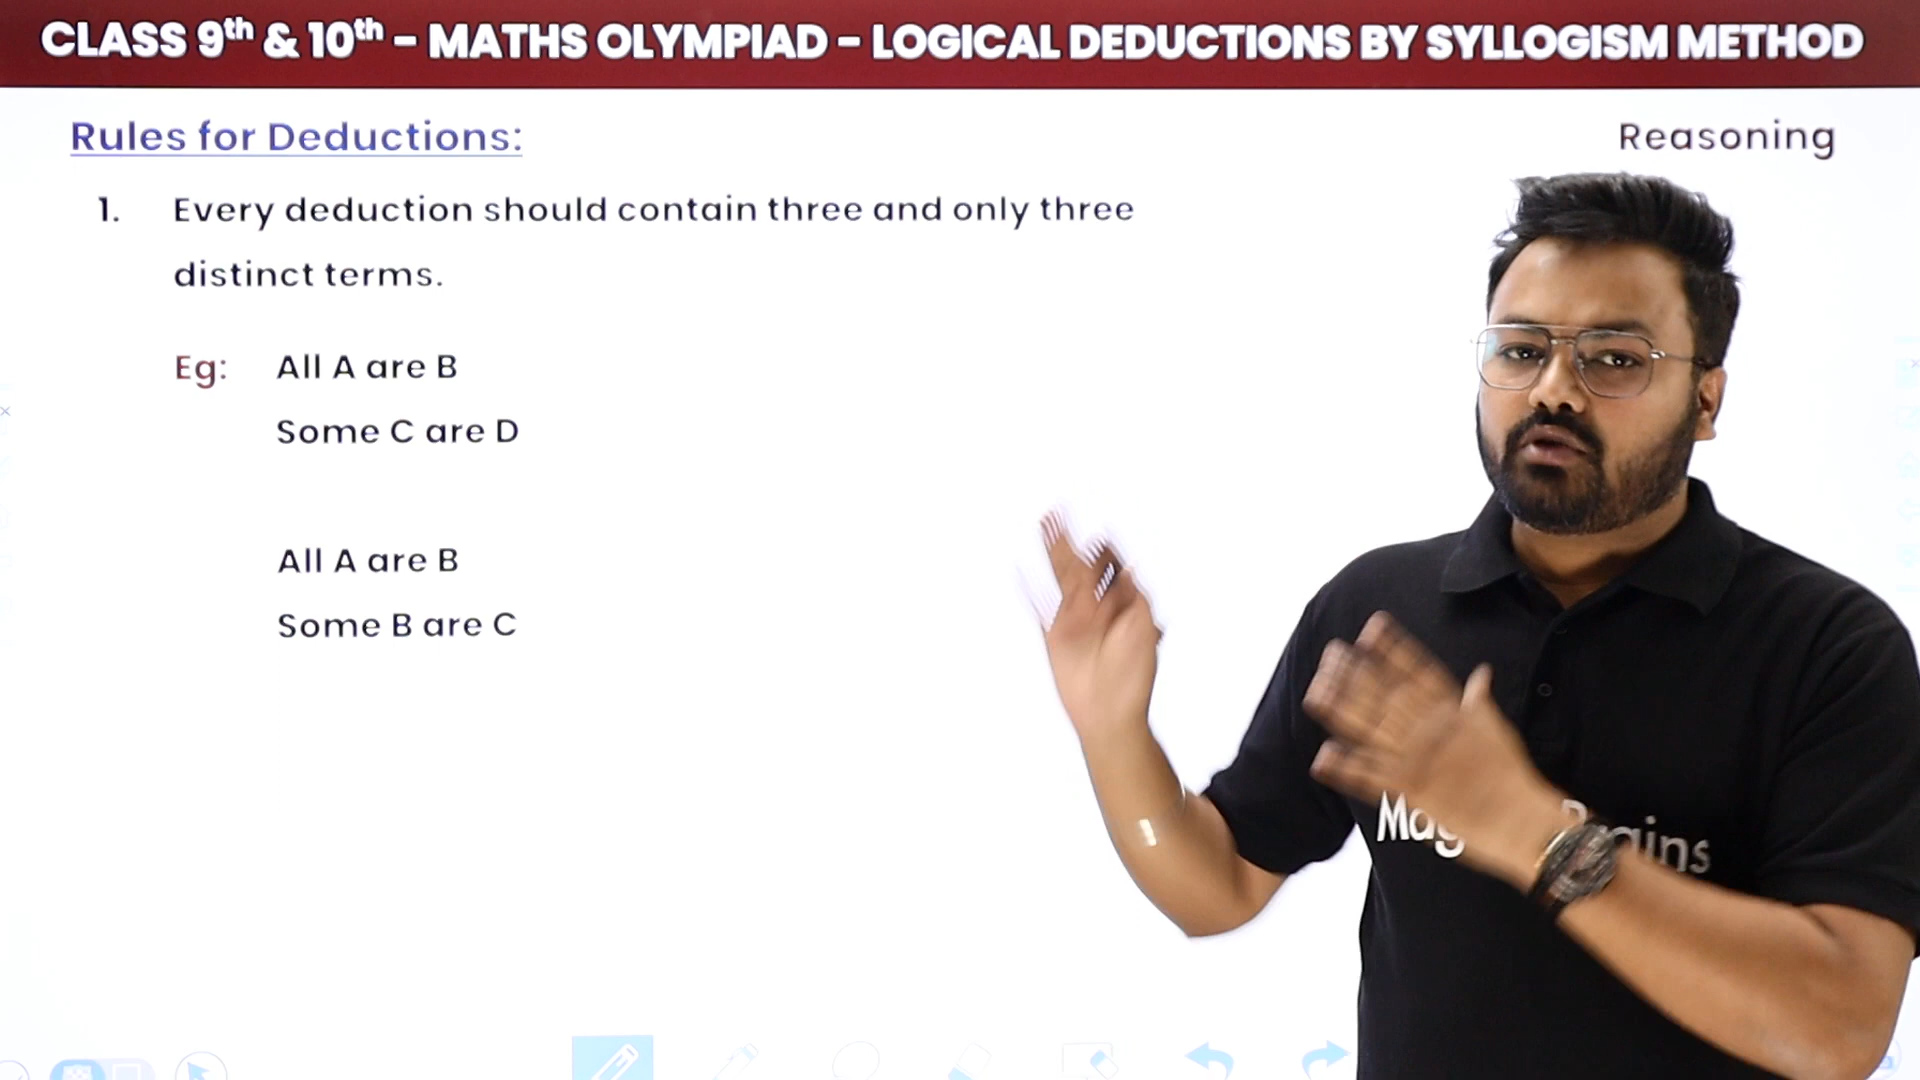 CLASS 9th & 10th - MATHS OLYMPIAD - LOGICAL DEDUCTIONS BY SYLLOGISM METHOD
Rules for Deductions:
Reasoning
1. Every deduction should contain three and only three
distinct terms.
Eg: All A are B
Some C are D
All A are B
Some B are C